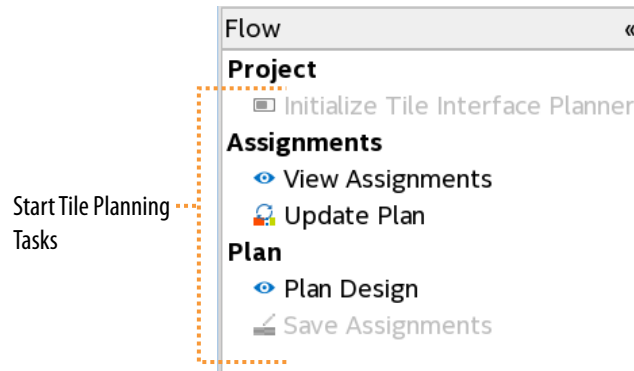 Flow «
Project
Initialize Tile Interface Planner
Assignments
View Assignments
Update Plan
Plan
Plan Design
Save Assignments
Start Tile Planning
Tasks